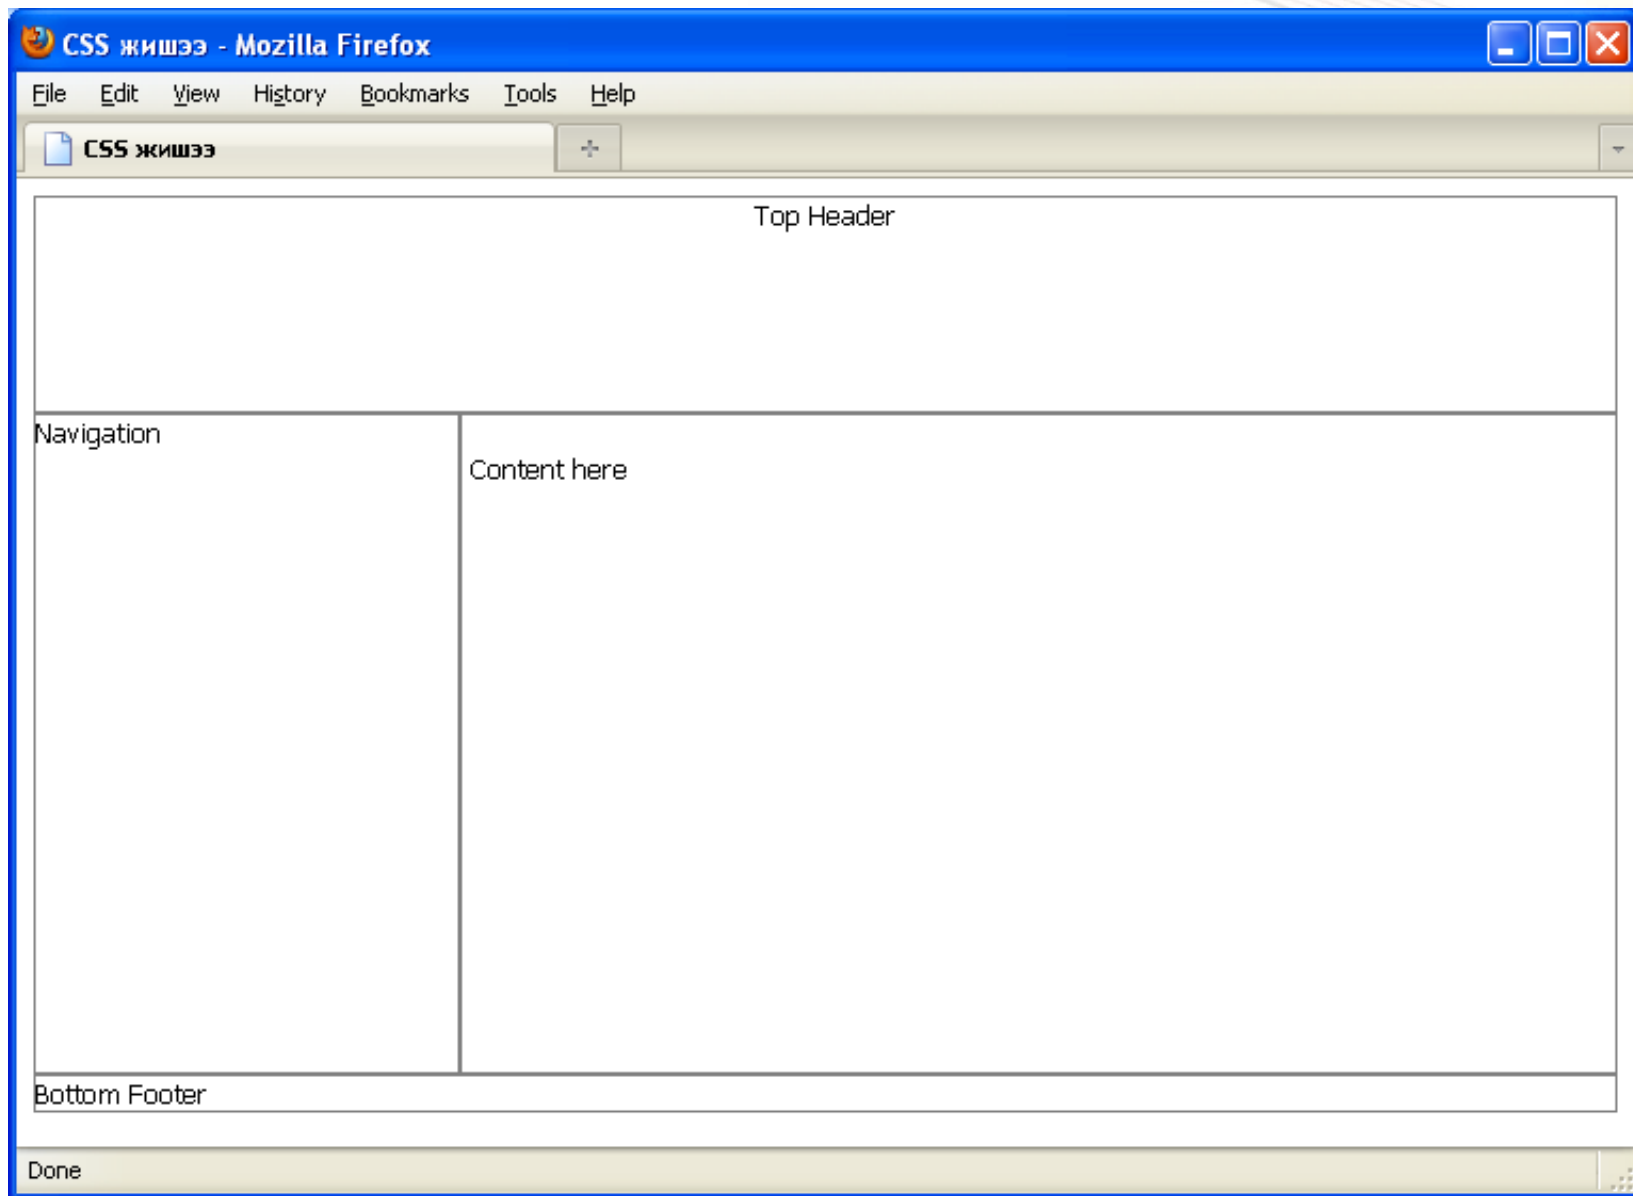 CSS жишээ - Mozilla Firefox
File Edit View History Bookmarks Tools Help
CSS жишээ
Top Header
Navigation
Content here
Bottom Footer
Done